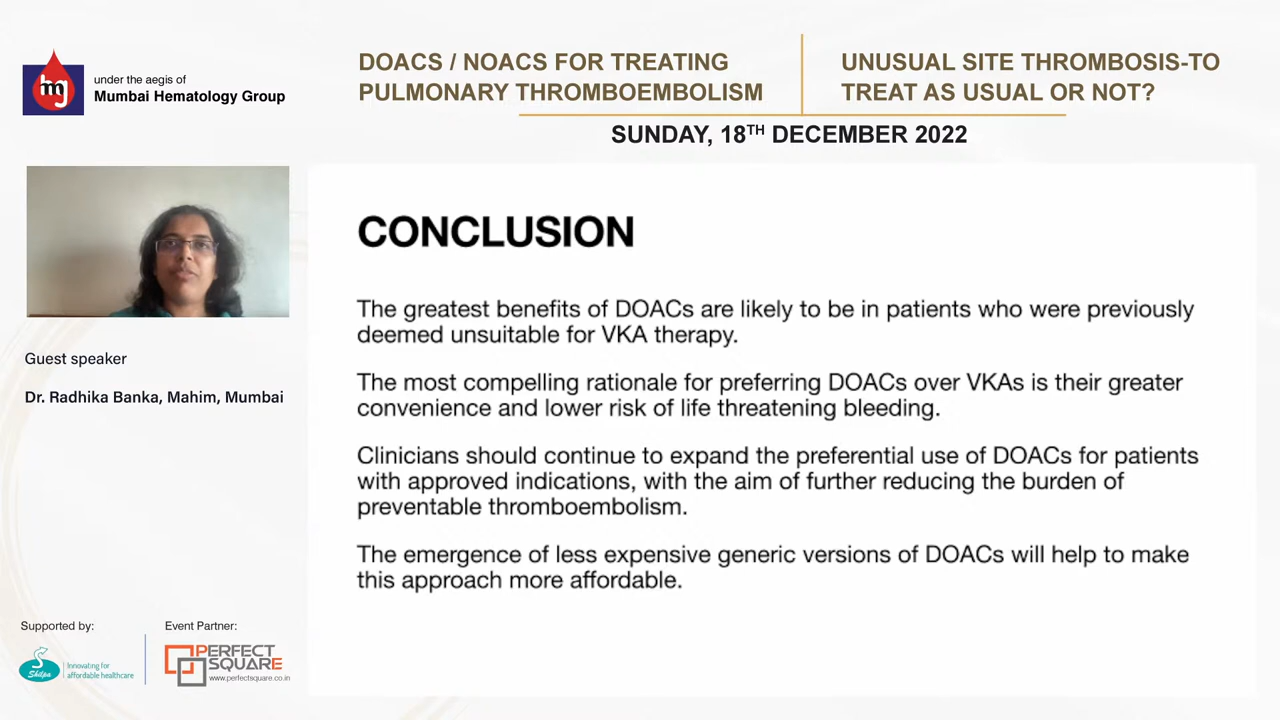 mg
under the aegis of
Mumbai Hematology Group
DOACS / NOACS FOR TREATING
PULMONARY THROMBOEMBOLISM
UNUSUAL SITE THROMBOSIS-TO
TREAT AS USUAL OR NOT?
SUNDAY, 18TH DECEMBER 2022
Guest speaker
Dr. Radhika Banka, Mahim, Mumbai
CONCLUSION
The greatest benefits of DOACs are likely to be in patients who were previously
deemed unsuitable for VKA therapy.
The most compelling rationale for preferring DOACs over VKAs is their greater
convenience and lower risk of life threatening bleeding.
Clinicians should continue to expand the preferential use of DOACs for patients
with approved indications, with the aim of further reducing the burden of
preventable thromboembolism.
The emergence of less expensive generic versions of DOACs will help to make
this approach more affordable.
Supported by:
Shilpa
Innovating for
affordable healthcare
Event Partner:
PERFECT
SQUARE
www.perfectsquare.co.in